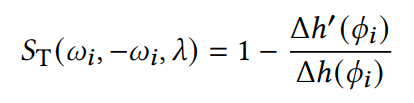 S_T(ω_i, −ω_i, λ) = 1 − Δh′(ϕ_i) / Δh(ϕ_i)